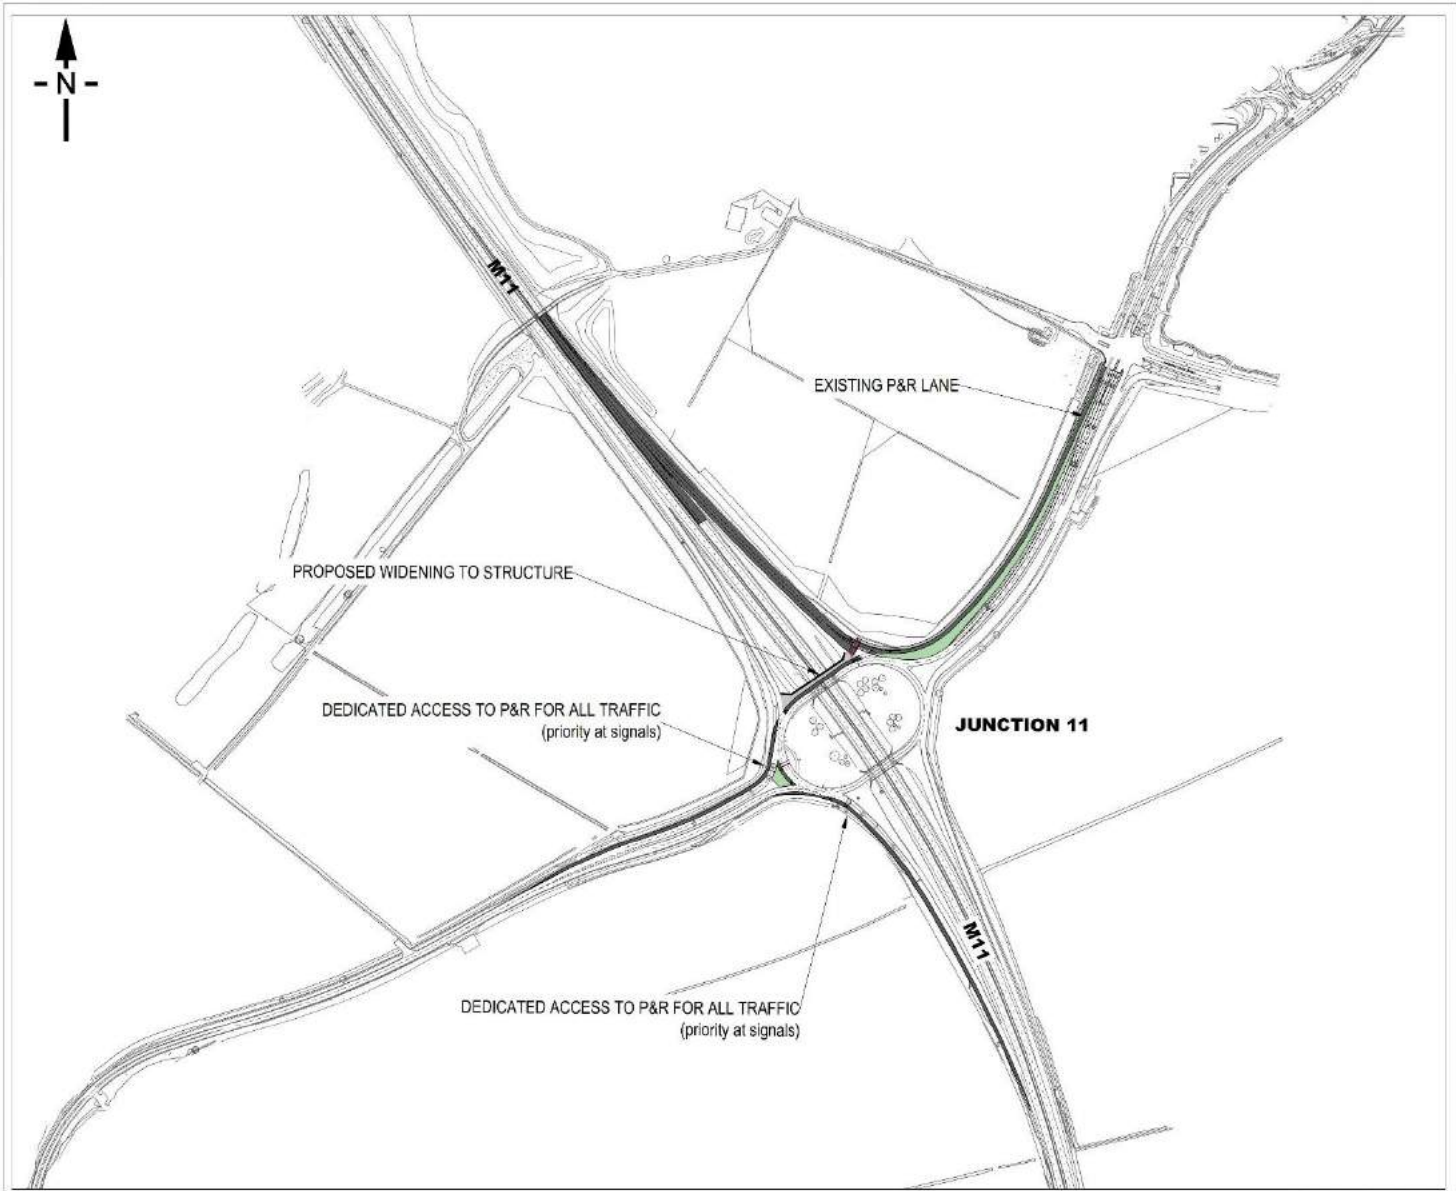 - N -
M11
EXISTING P&R LANE
PROPOSED WIDENING TO STRUCTURE
DEDICATED ACCESS TO P&R FOR ALL TRAFFIC
(priority at signals)
JUNCTION 11
M11
DEDICATED ACCESS TO P&R FOR ALL TRAFFIC
(priority at signals)